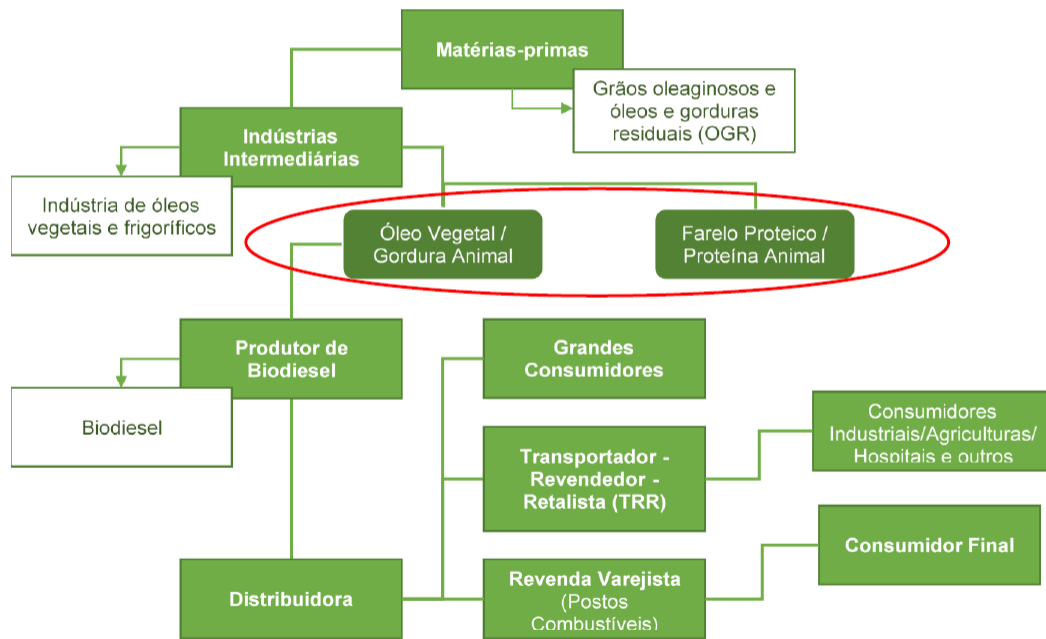 Matérias-primas
Grãos oleaginosos e
óleos e gorduras
residuais (OGR)
Indústrias
Intermediárias
Indústria de óleos
vegetais e frigoríficos
Óleo Vegetal /
Gordura Animal
Farelo Proteico /
Proteína Animal
Produtor de
Biodiesel
Biodiesel
Grandes
Consumidores
Transportador -
Revendedor -
Retalista (TRR)
Consumidores
Industriais/Agriculturas/
Hospitais e outros
Distribuidora
Revenda Varejista
(Postos
Combustíveis)
Consumidor Final